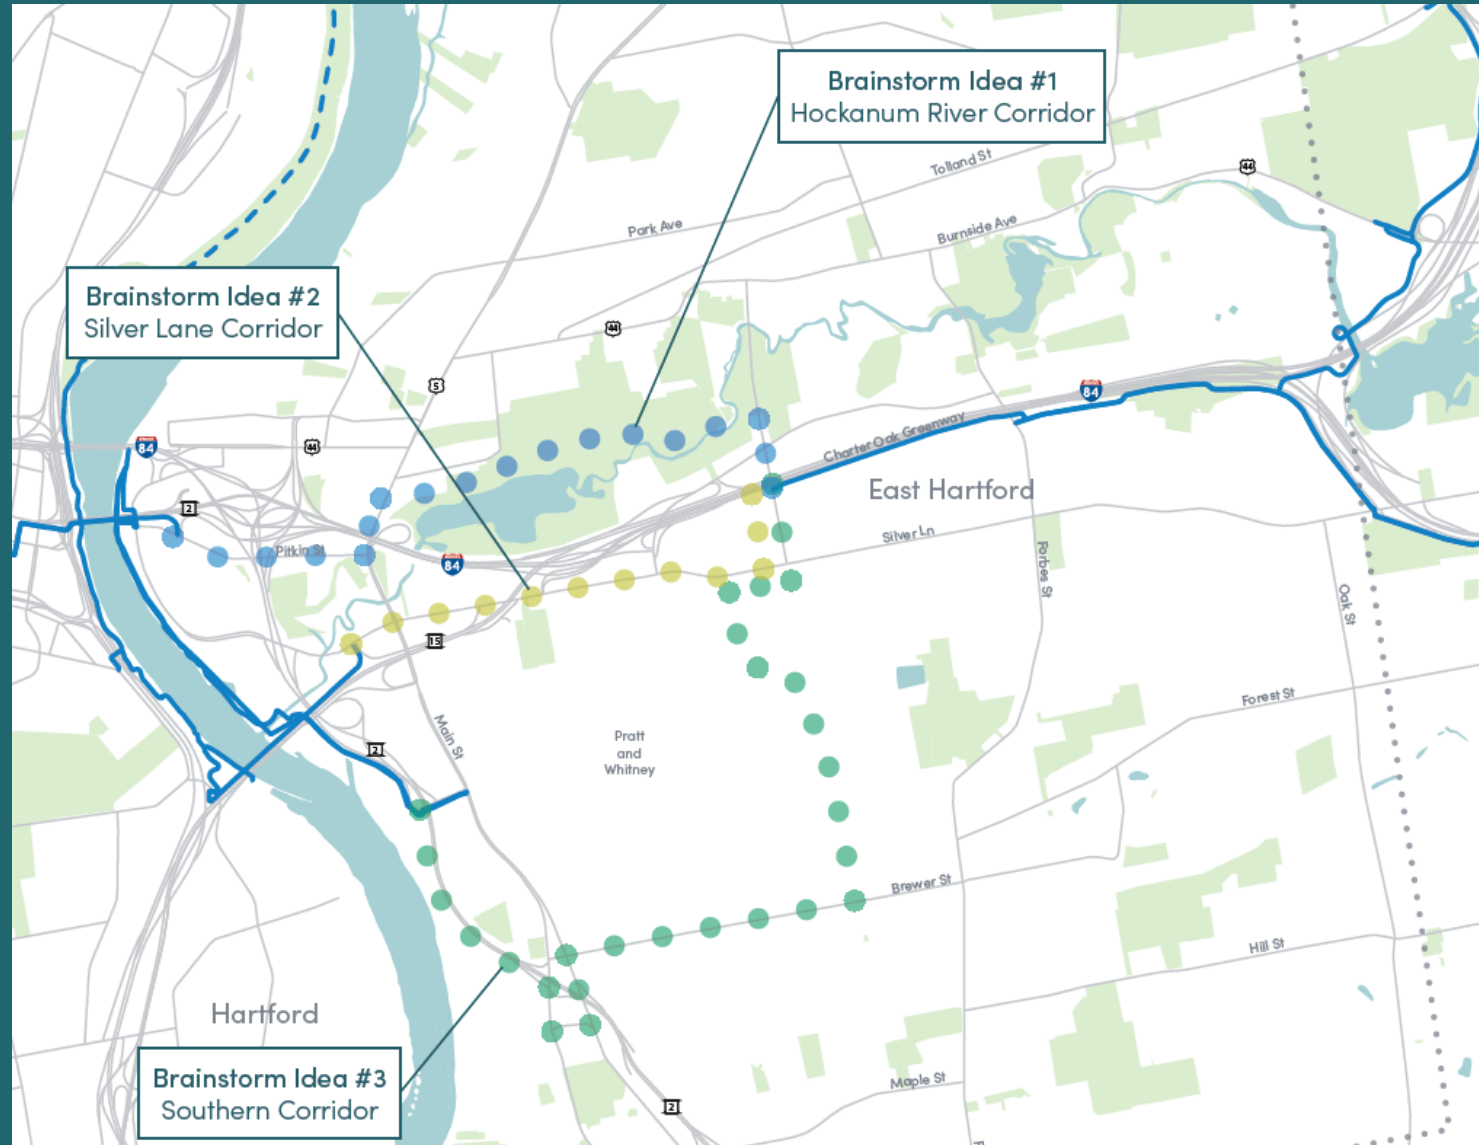 Brainstorm Idea #1
Hockanum River Corridor
Tolland St
44
Park Ave
Burnside Ave
Brainstorm Idea #2
Silver Lane Corridor
44
5
84
Charter Oak Greenway
84
44
2
East Hartford
Pitkin St
84
Silver Ln
Forbes St
Oak St
15
Forest St
Main St
Pratt
and
Whitney
2
Brewer St
Hill St
Hartford
Brainstorm Idea #3
Southern Corridor
Maple St
2